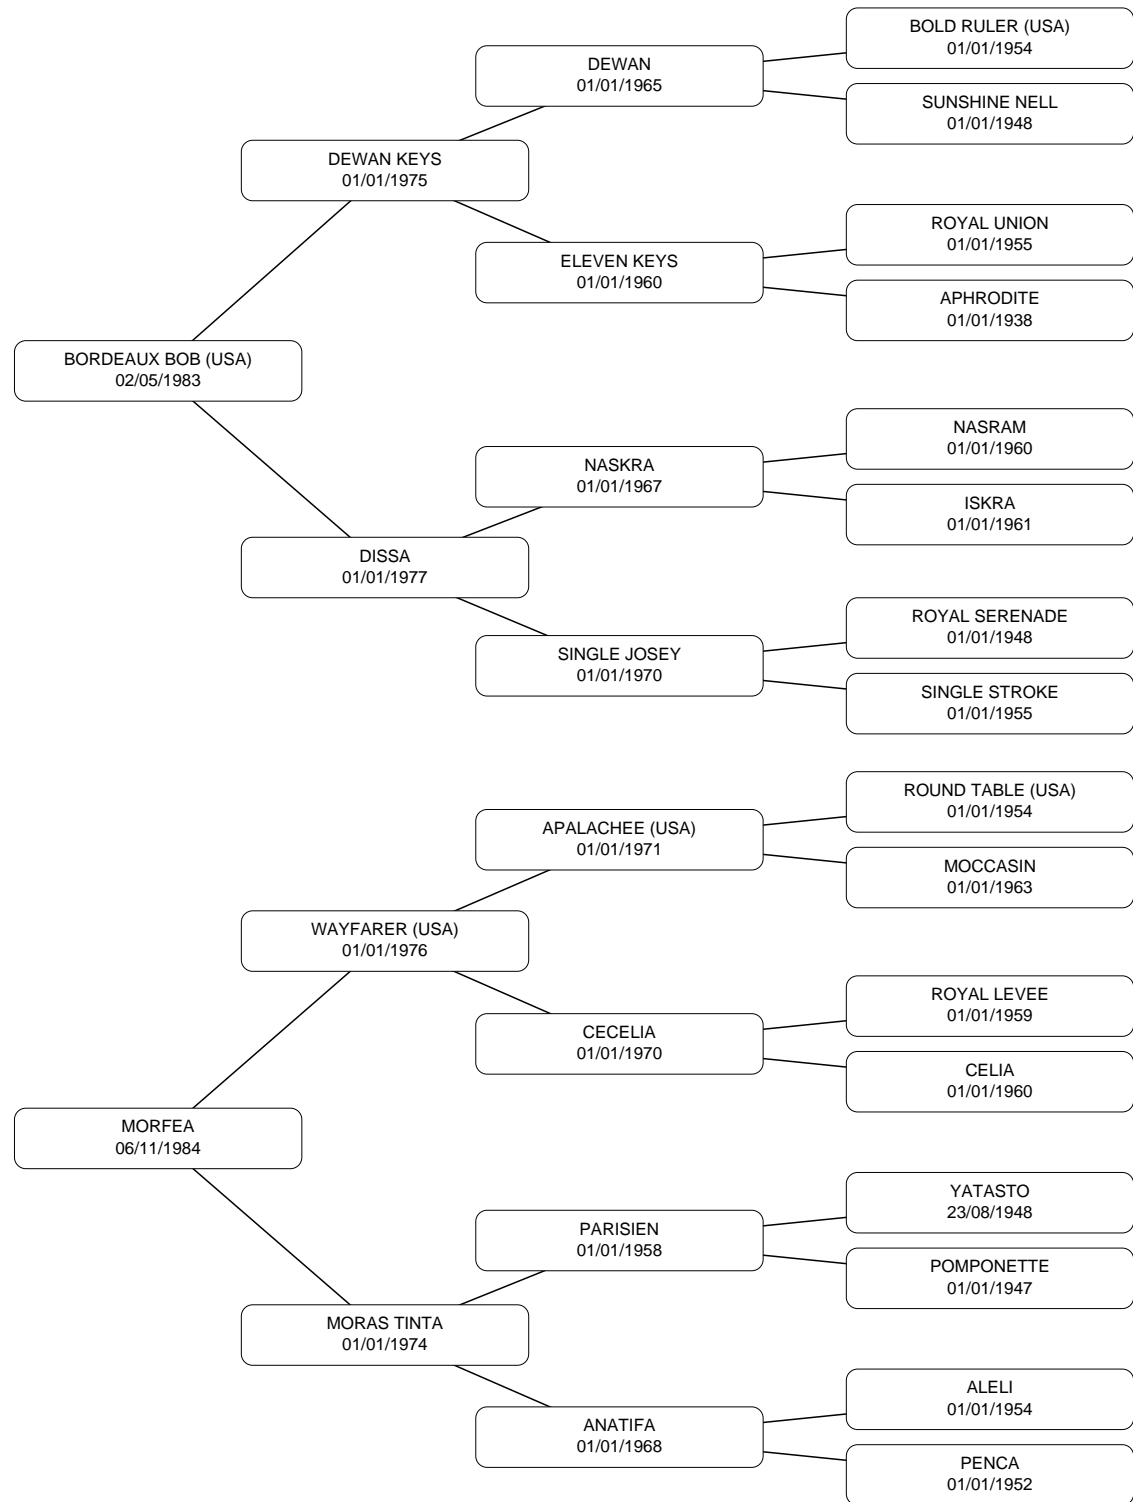 BOLD RULER (USA)
01/01/1954
DEWAN
01/01/1965
SUNSHINE NELL
01/01/1948
DEWAN KEYS
01/01/1975
ROYAL UNION
01/01/1955
ELEVEN KEYS
01/01/1960
APHRODITE
01/01/1938
BORDEAUX BOB (USA)
02/05/1983
NASRAM
01/01/1960
NASKRA
01/01/1967
ISKRA
01/01/1961
DISSA
01/01/1977
ROYAL SERENADE
01/01/1948
SINGLE JOSEY
01/01/1970
SINGLE STROKE
01/01/1955
ROUND TABLE (USA)
01/01/1954
APALACHEE (USA)
01/01/1971
MOCCASIN
01/01/1963
WAYFARER (USA)
01/01/1976
ROYAL LEVEE
01/01/1959
CECELIA
01/01/1970
CELIA
01/01/1960
MORFEA
06/11/1984
YATASTO
23/08/1948
PARISIEN
01/01/1958
POMPONETTE
01/01/1947
MORAS TINTA
01/01/1974
ALELI
01/01/1954
ANATIFA
01/01/1968
PENCA
01/01/1952